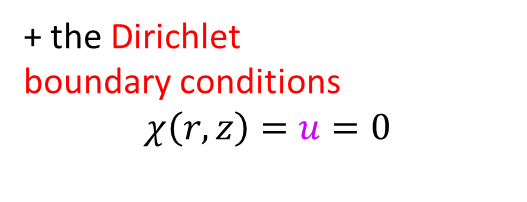 + the Dirichlet
boundary conditions
χ(r, z) = u = 0